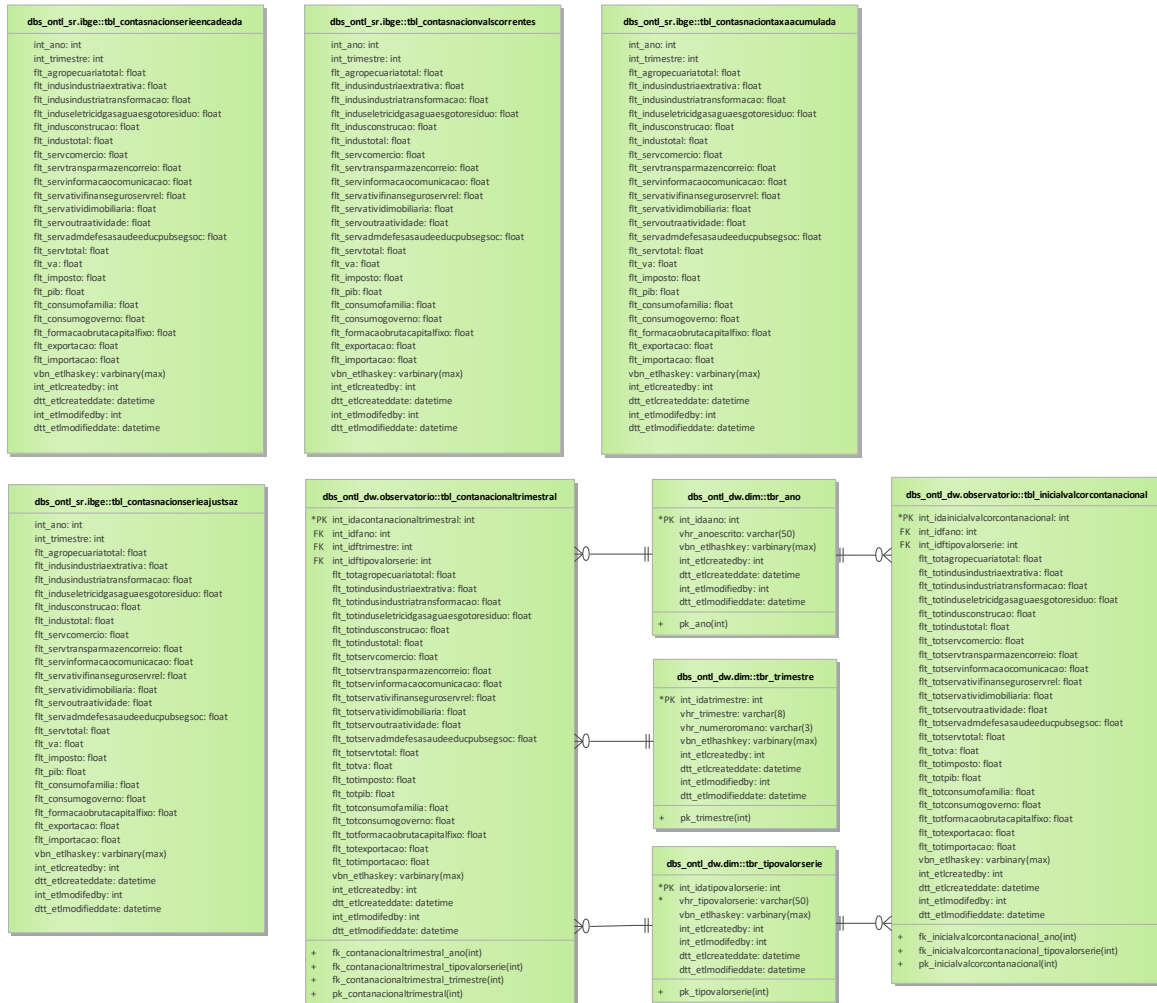 dbs_ontl_sr.ibge::tbl_contasnacionserieencadeada
int_ano: int
int_trimestre: int
flt_agropecuariatotal: float
flt_indusindustriaextrativa: float
flt_indusindustriatransformacao: float
flt_induseletricidgasaguaesgotoresiduo: float
flt_indusconstrucao: float
flt_industotal: float
flt_servcomercio: float
flt_servtransparmazencorreio: float
flt_servinformacaocomunicacao: float
flt_servativifinanseguroservrel: float
flt_servatividimobiliaria: float
flt_servoutraatividade: float
flt_servadmdefesasaudeeducpubsegsoc: float
flt_servtotal: float
flt_va: float
flt_imposto: float
flt_pib: float
flt_consumofamilia: float
flt_consumogoverno: float
flt_formacaobrutacapitalfixo: float
flt_exportacao: float
flt_importacao: float
vbn_etlhaskey: varbinary(max)
int_etlcreatedby: int
dtt_etlcreateddate: datetime
int_etlmodifedby: int
dtt_etlmodifieddate: datetime
dbs_ontl_sr.ibge::tbl_contasnacionvalscorrentes
int_ano: int
int_trimestre: int
flt_agropecuariatotal: float
flt_indusindustriaextrativa: float
flt_indusindustriatransformacao: float
flt_induseletricidgasaguaesgotoresiduo: float
flt_indusconstrucao: float
flt_industotal: float
flt_servcomercio: float
flt_servtransparmazencorreio: float
flt_servinformacaocomunicacao: float
flt_servativifinanseguroservrel: float
flt_servatividimobiliaria: float
flt_servoutraatividade: float
flt_servadmdefesasaudeeducpubsegsoc: float
flt_servtotal: float
flt_va: float
flt_imposto: float
flt_pib: float
flt_consumofamilia: float
flt_consumogoverno: float
flt_formacaobrutacapitalfixo: float
flt_exportacao: float
flt_importacao: float
vbn_etlhaskey: varbinary(max)
int_etlcreatedby: int
dtt_etlcreateddate: datetime
int_etlmodifedby: int
dtt_etlmodifieddate: datetime
dbs_ontl_sr.ibge::tbl_contasnaciontaxaacumulada
int_ano: int
int_trimestre: int
flt_agropecuariatotal: float
flt_indusindustriaextrativa: float
flt_indusindustriatransformacao: float
flt_induseletricidgasaguaesgotoresiduo: float
flt_indusconstrucao: float
flt_industotal: float
flt_servcomercio: float
flt_servtransparmazencorreio: float
flt_servinformacaocomunicacao: float
flt_servativifinanseguroservrel: float
flt_servatividimobiliaria: float
flt_servoutraatividade: float
flt_servadmdefesasaudeeducpubsegsoc: float
flt_servtotal: float
flt_va: float
flt_imposto: float
flt_pib: float
flt_consumofamilia: float
flt_consumogoverno: float
flt_formacaobrutacapitalfixo: float
flt_exportacao: float
flt_importacao: float
vbn_etlhaskey: varbinary(max)
int_etlcreatedby: int
dtt_etlcreateddate: datetime
int_etlmodifedby: int
dtt_etlmodifieddate: datetime
dbs_ontl_sr.ibge::tbl_contasnacionserieajustsaz
int_ano: int
int_trimestre: int
flt_agropecuariatotal: float
flt_indusindustriaextrativa: float
flt_indusindustriatransformacao: float
flt_induseletricidgasaguaesgotoresiduo: float
flt_indusconstrucao: float
flt_industotal: float
flt_servcomercio: float
flt_servtransparmazencorreio: float
flt_servinformacaocomunicacao: float
flt_servativifinanseguroservrel: float
flt_servatividimobiliaria: float
flt_servoutraatividade: float
flt_servadmdefesasaudeeducpubsegsoc: float
flt_servtotal: float
flt_va: float
flt_imposto: float
flt_pib: float
flt_consumofamilia: float
flt_consumogoverno: float
flt_formacaobrutacapitalfixo: float
flt_exportacao: float
flt_importacao: float
vbn_etlhaskey: varbinary(max)
int_etlcreatedby: int
dtt_etlcreateddate: datetime
int_etlmodifedby: int
dtt_etlmodifieddate: datetime
dbs_ontl_dw.observatorio::tbl_contanacionaltrimestral
*PK int_idacontanacionaltrimestral: int
FK int_idfano: int
FK int_idftrimestre: int
FK int_idftipovalorserie: int
flt_totagropecuariatotal: float
flt_totindusindustriaextrativa: float
flt_totindusindustriatransformacao: float
flt_totinduseletricidgasaguaesgotoresiduo: float
flt_totindusconstrucao: float
flt_totindustotal: float
flt_totservcomercio: float
flt_totservtransparmazencorreio: float
flt_totservinformacaocomunicacao: float
flt_totservativifinanseguroservrel: float
flt_totservatividimobiliaria: float
flt_totservoutraatividade: float
flt_totservadmdefesasaudeeducpubsegsoc: float
flt_totservtotal: float
flt_totva: float
flt_totimposto: float
flt_totpib: float
flt_totconsumofamilia: float
flt_totconsumogoverno: float
flt_totformacaobrutacapitalfixo: float
flt_totexportacao: float
flt_totimportacao: float
vbn_etlhaskey: varbinary(max)
int_etlcreatedby: int
dtt_etlcreateddate: datetime
int_etlmodifedby: int
dtt_etlmodifieddate: datetime
+ fk_contanacionaltrimestral_ano(int)
+ fk_contanacionaltrimestral_tipovalorserie(int)
+ fk_contanacionaltrimestral_trimestre(int)
+ pk_contanacionaltrimestral(int)
dbs_ontl_dw.dim::tbr_ano
*PK int_idaano: int
vhr_anoescrito: varchar(50)
vbn_etlhashkey: varbinary(max)
int_etlcreatedby: int
dtt_etlcreateddate: datetime
int_etlmodifiedby: int
dtt_etlmodifieddate: datetime
+ pk_ano(int)
dbs_ontl_dw.dim::tbr_trimestre
*PK int_idatrimestre: int
vhr_trimestre: varchar(8)
vhr_numeroromano: varchar(3)
vbn_etlhashkey: varbinary(max)
int_etlcreatedby: int
dtt_etlcreateddate: datetime
int_etlmodifiedby: int
dtt_etlmodifieddate: datetime
+ pk_trimestre(int)
dbs_ontl_dw.dim::tbr_tipovalorserie
*PK int_idatipovalorserie: int
* vhr_tipovalorserie: varchar(50)
vbn_etlhaskey: varbinary(max)
int_etlcreatedby: int
int_etlmodifedby: int
dtt_etlcreateddate: datetime
dtt_etlmodifieddate: datetime
+ pk_tipovalorserie(int)
dbs_ontl_dw.observatorio::tbl_inicialvalcorcontanacional
*PK int_idainicialvalorcontanacional: int
FK int_idfano: int
FK int_idftipovalorserie: int
flt_totagropecuariatotal: float
flt_totindusindustriaextrativa: float
flt_totindusindustriatransformacao: float
flt_totinduseletricidgasaguaesgotoresiduo: float
flt_totindusconstrucao: float
flt_totindustotal: float
flt_totservcomercio: float
flt_totservtransparmazencorreio: float
flt_totservinformacaocomunicacao: float
flt_totservativifinanseguroservrel: float
flt_totservatividimobiliaria: float
flt_totservoutraatividade: float
flt_totservadmdefesasaudeeducpubsegsoc: float
flt_totservtotal: float
flt_totva: float
flt_totimposto: float
flt_totpib: float
flt_totconsumofamilia: float
flt_totconsumogoverno: float
flt_totformacaobrutacapitalfixo: float
flt_totexportacao: float
flt_totimportacao: float
vbn_etlhaskey: varbinary(max)
int_etlcreatedby: int
dtt_etlcreateddate: datetime
int_etlmodifedby: int
dtt_etlmodifieddate: datetime
+ fk_inicialvalcorcontanacional_ano(int)
+ fk_inicialvalcorcontanacional_tipovalorserie(int)
+ pk_inicialvalcorcontanacional(int)